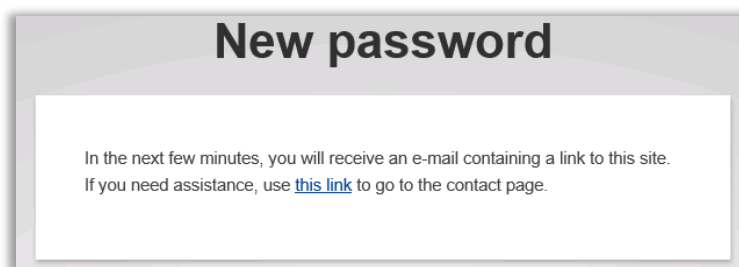 New password
In the next few minutes, you will receive an e-mail containing a link to this site.
If you need assistance, use this link to go to the contact page.